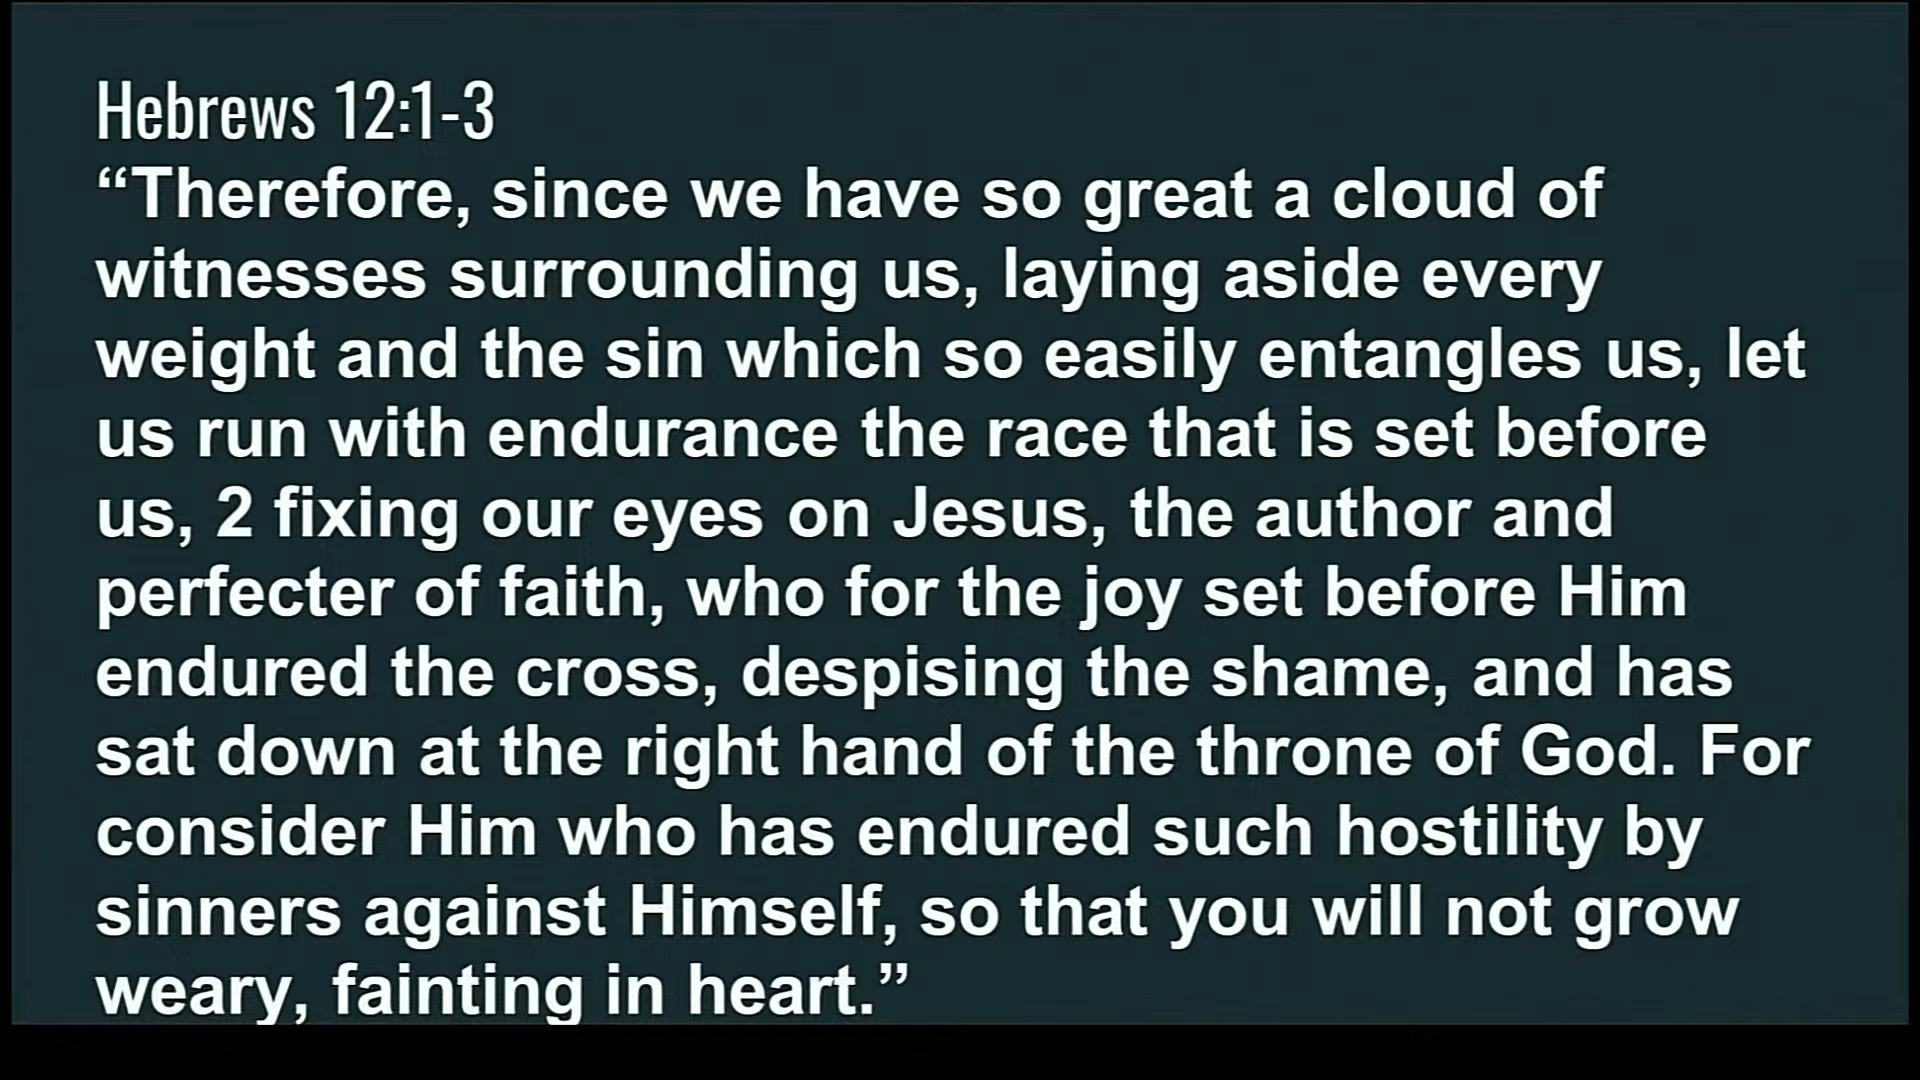 Hebrews 12:1-3
“Therefore, since we have so great a cloud of
witnesses surrounding us, laying aside every
weight and the sin which so easily entangles us, let
us run with endurance the race that is set before
us, 2 fixing our eyes on Jesus, the author and
perfecter of faith, who for the joy set before Him
endured the cross, despising the shame, and has
sat down at the right hand of the throne of God. For
consider Him who has endured such hostility by
sinners against Himself, so that you will not grow
weary, fainting in heart.”